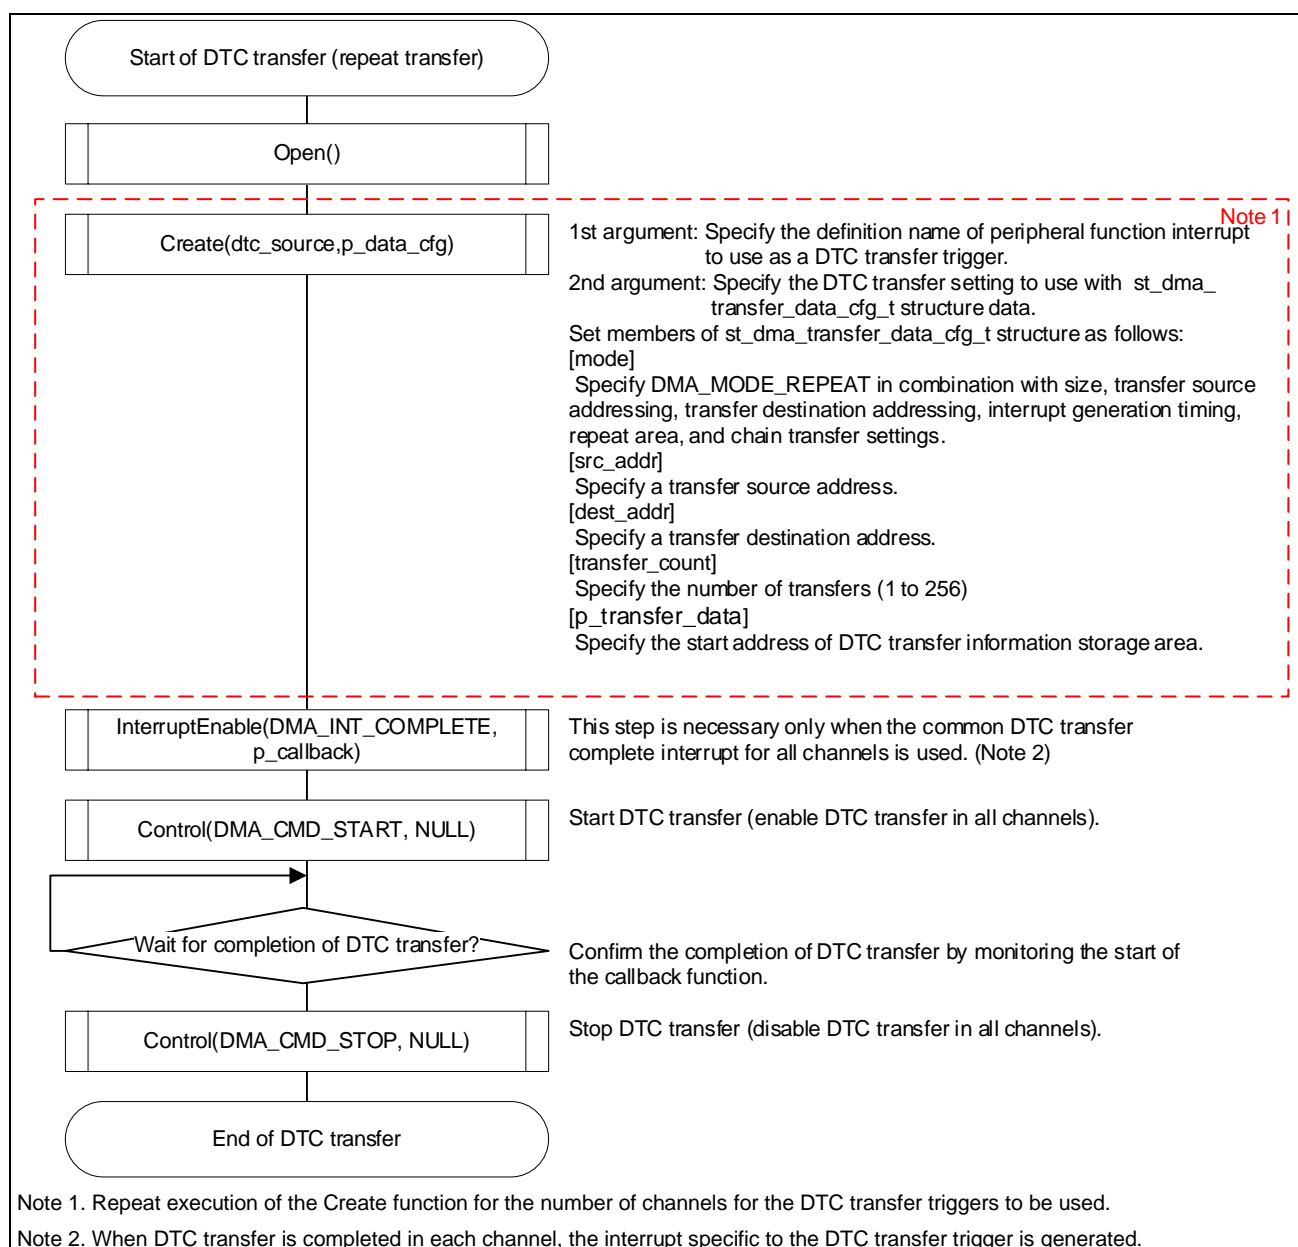 Start of DTC transfer (repeat transfer)
Open()
Note 1
Create(dtc_source,p_data_cfg)
1st argument: Specify the definition name of peripheral function interrupt
to use as a DTC transfer trigger.
2nd argument: Specify the DTC transfer setting to use with st_dma_
transfer_data_cfg_t structure data.
Set members of st_dma_transfer_data_cfg_t structure as follows:
[mode]
Specify DMA_MODE_REPEAT in combination with size, transfer source
addressing, transfer destination addressing, interrupt generation timing,
repeat area, and chain transfer settings.
[src_addr]
Specify a transfer source address.
[dest_addr]
Specify a transfer destination address.
[transfer_count]
Specify the number of transfers (1 to 256)
[p_transfer_data]
Specify the start address of DTC transfer information storage area.
InterruptEnable(DMA_INT_COMPLETE,
p_callback)
This step is necessary only when the common DTC transfer
complete interrupt for all channels is used. (Note 2)
Control(DMA_CMD_START, NULL)
Start DTC transfer (enable DTC transfer in all channels).
Wait for completion of DTC transfer?
Confirm the completion of DTC transfer by monitoring the start of
the callback function.
Control(DMA_CMD_STOP, NULL)
Stop DTC transfer (disable DTC transfer in all channels).
End of DTC transfer
Note 1. Repeat execution of the Create function for the number of channels for the DTC transfer triggers to be used.
Note 2. When DTC transfer is completed in each channel, the interrupt specific to the DTC transfer trigger is generated.